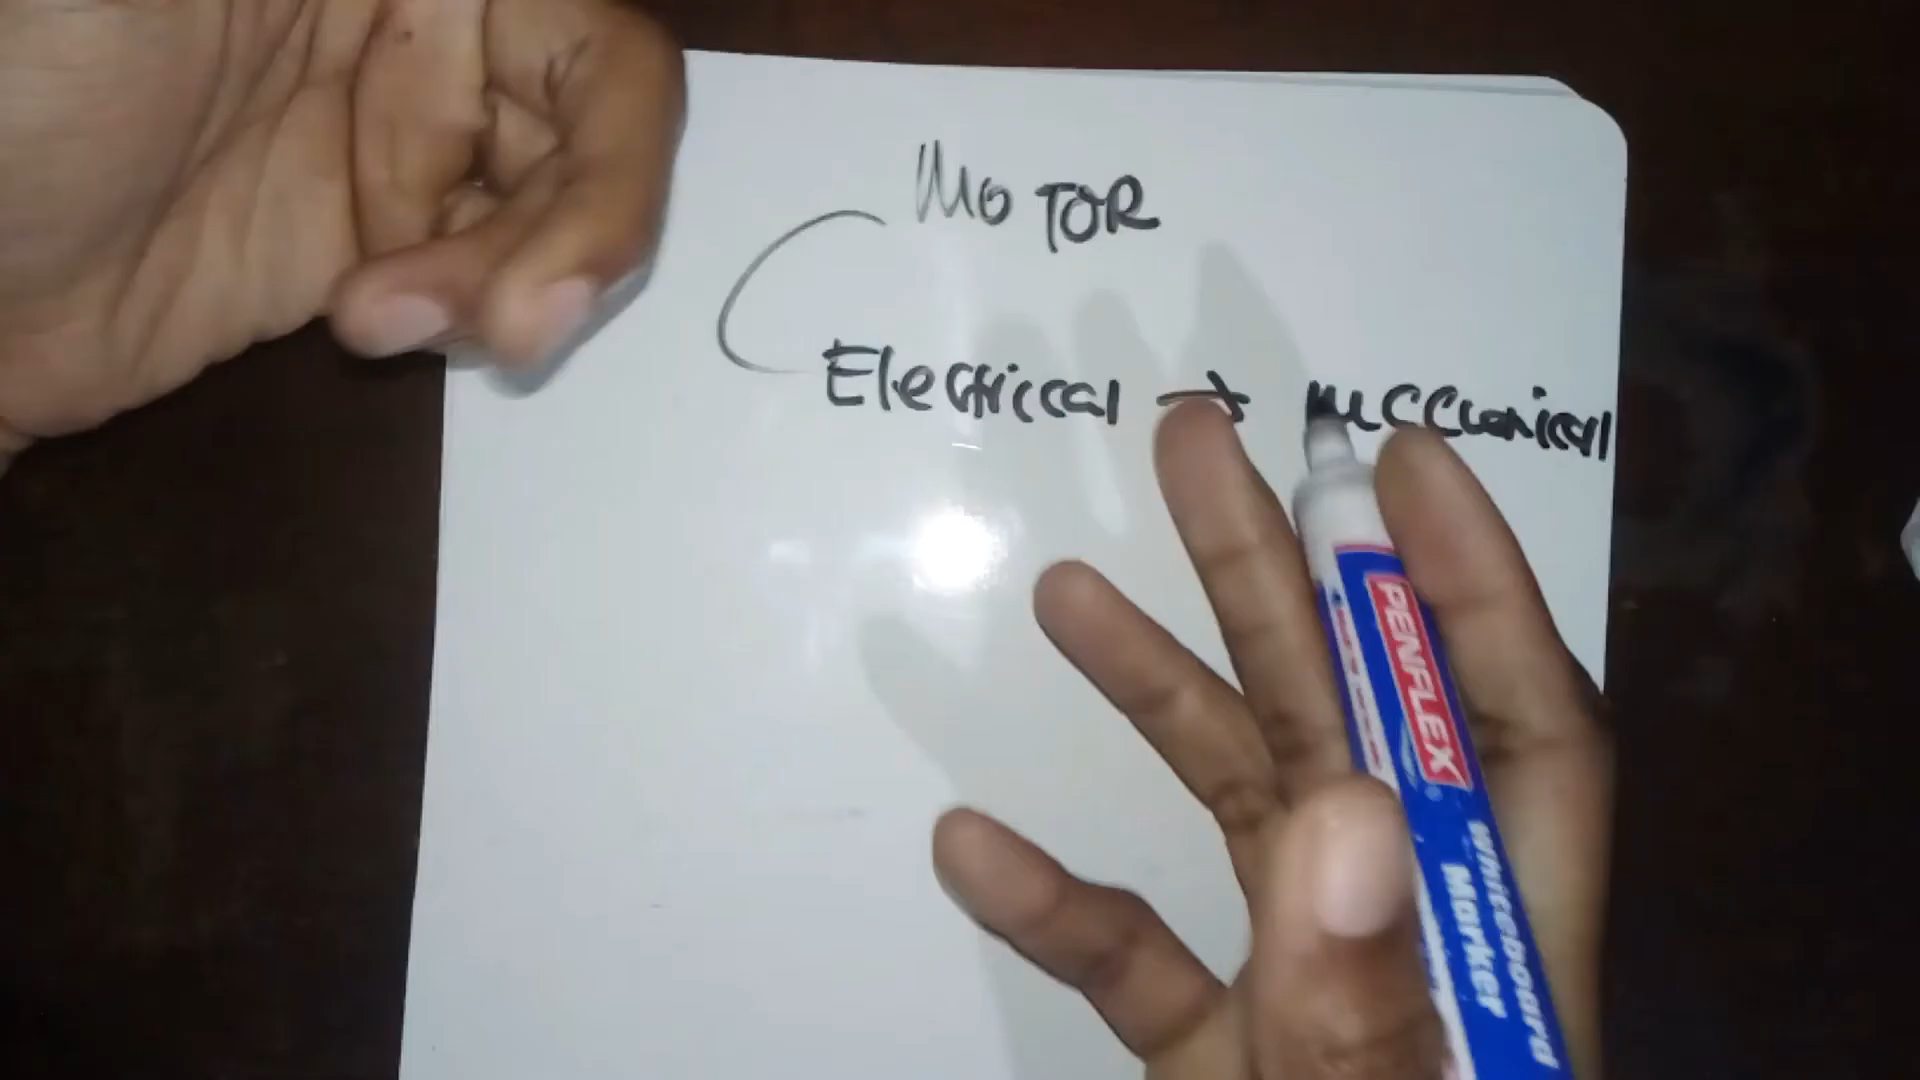 MOTOR
Electrical → mechanical
PENFLEX
Whiteboard
Marker